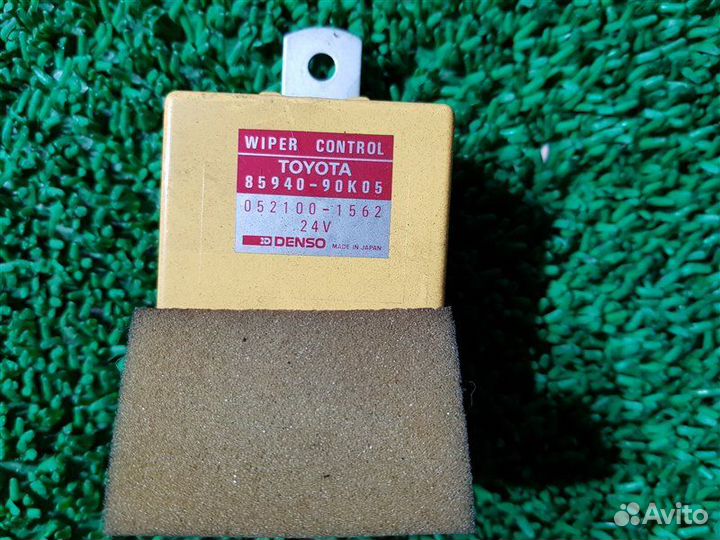 WIPER CONTROL
TOYOTA
85940-90K05
052100-1562
24V
DENSO MADE IN JAPAN
Avito